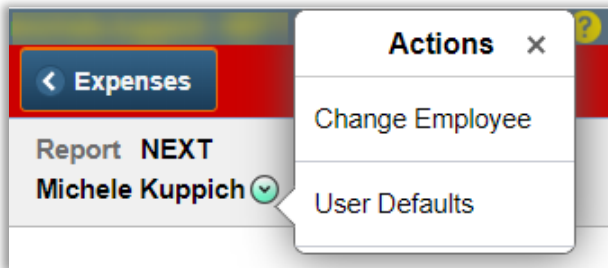 ?
Actions ×
Expenses
Change Employee
Report NEXT
Michele Kuppich
User Defaults